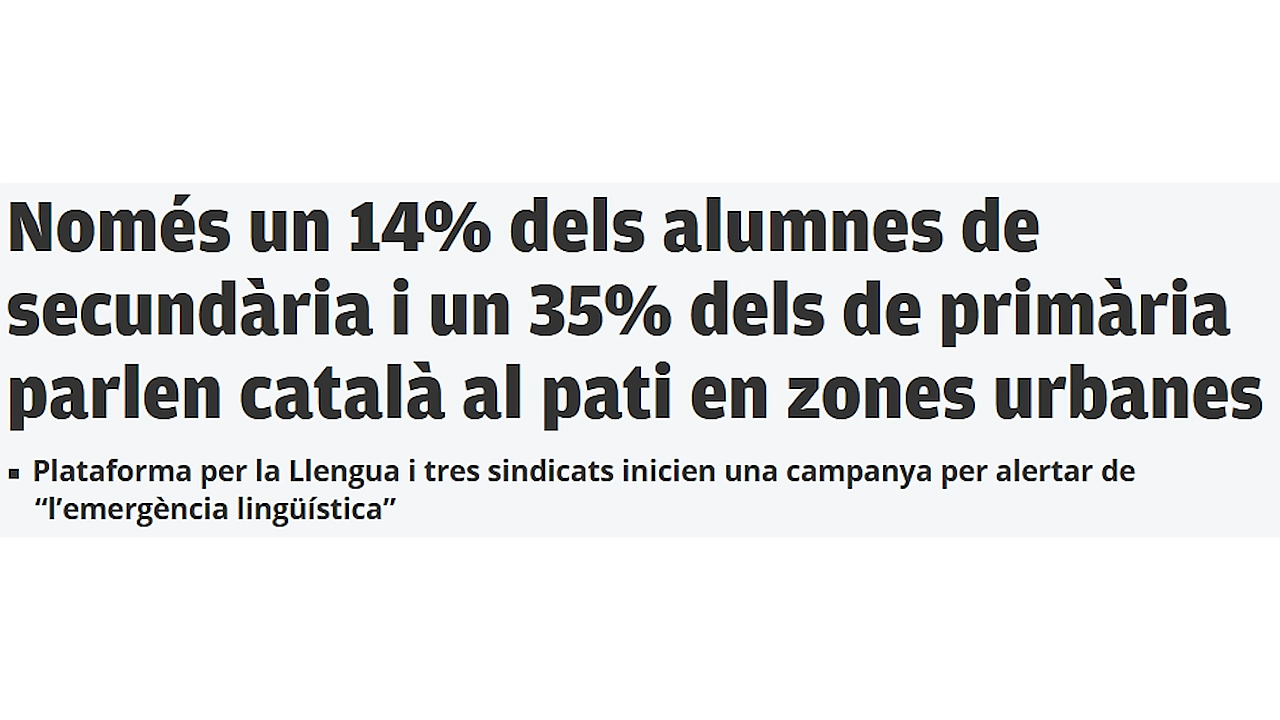 Només un 14% dels alumnes de
secundària i un 35% dels de primària
parlen català al pati en zones urbanes
▪ Plataforma per la Llengua i tres sindicats inicien una campanya per alertar de
“l’emergència lingüística”